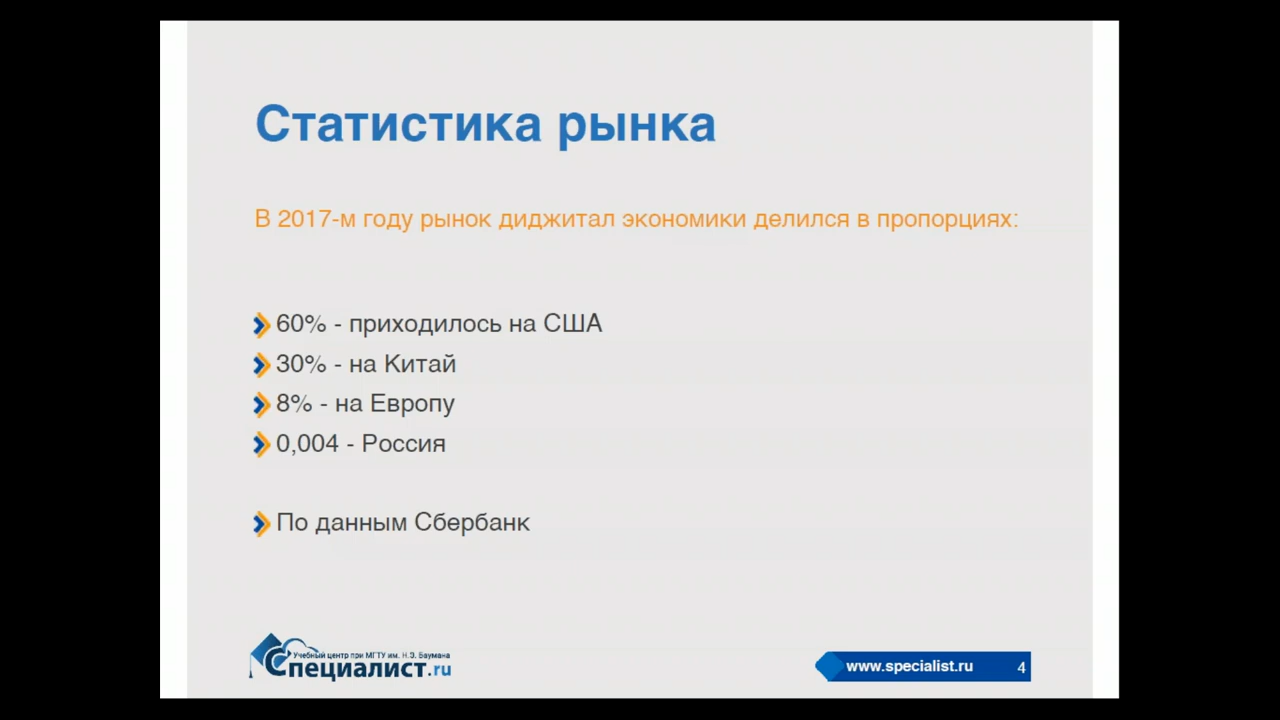 Статистика рынка
В 2017-м году рынок диджитал экономики делился в пропорциях:
60% - приходилось на США
30% - на Китай
8% - на Европу
0,004 - Россия
По данным Сбербанк
Учебный центр при МГТУ им. Н.Э. Баумана
Специалист.ru
www.specialist.ru 4